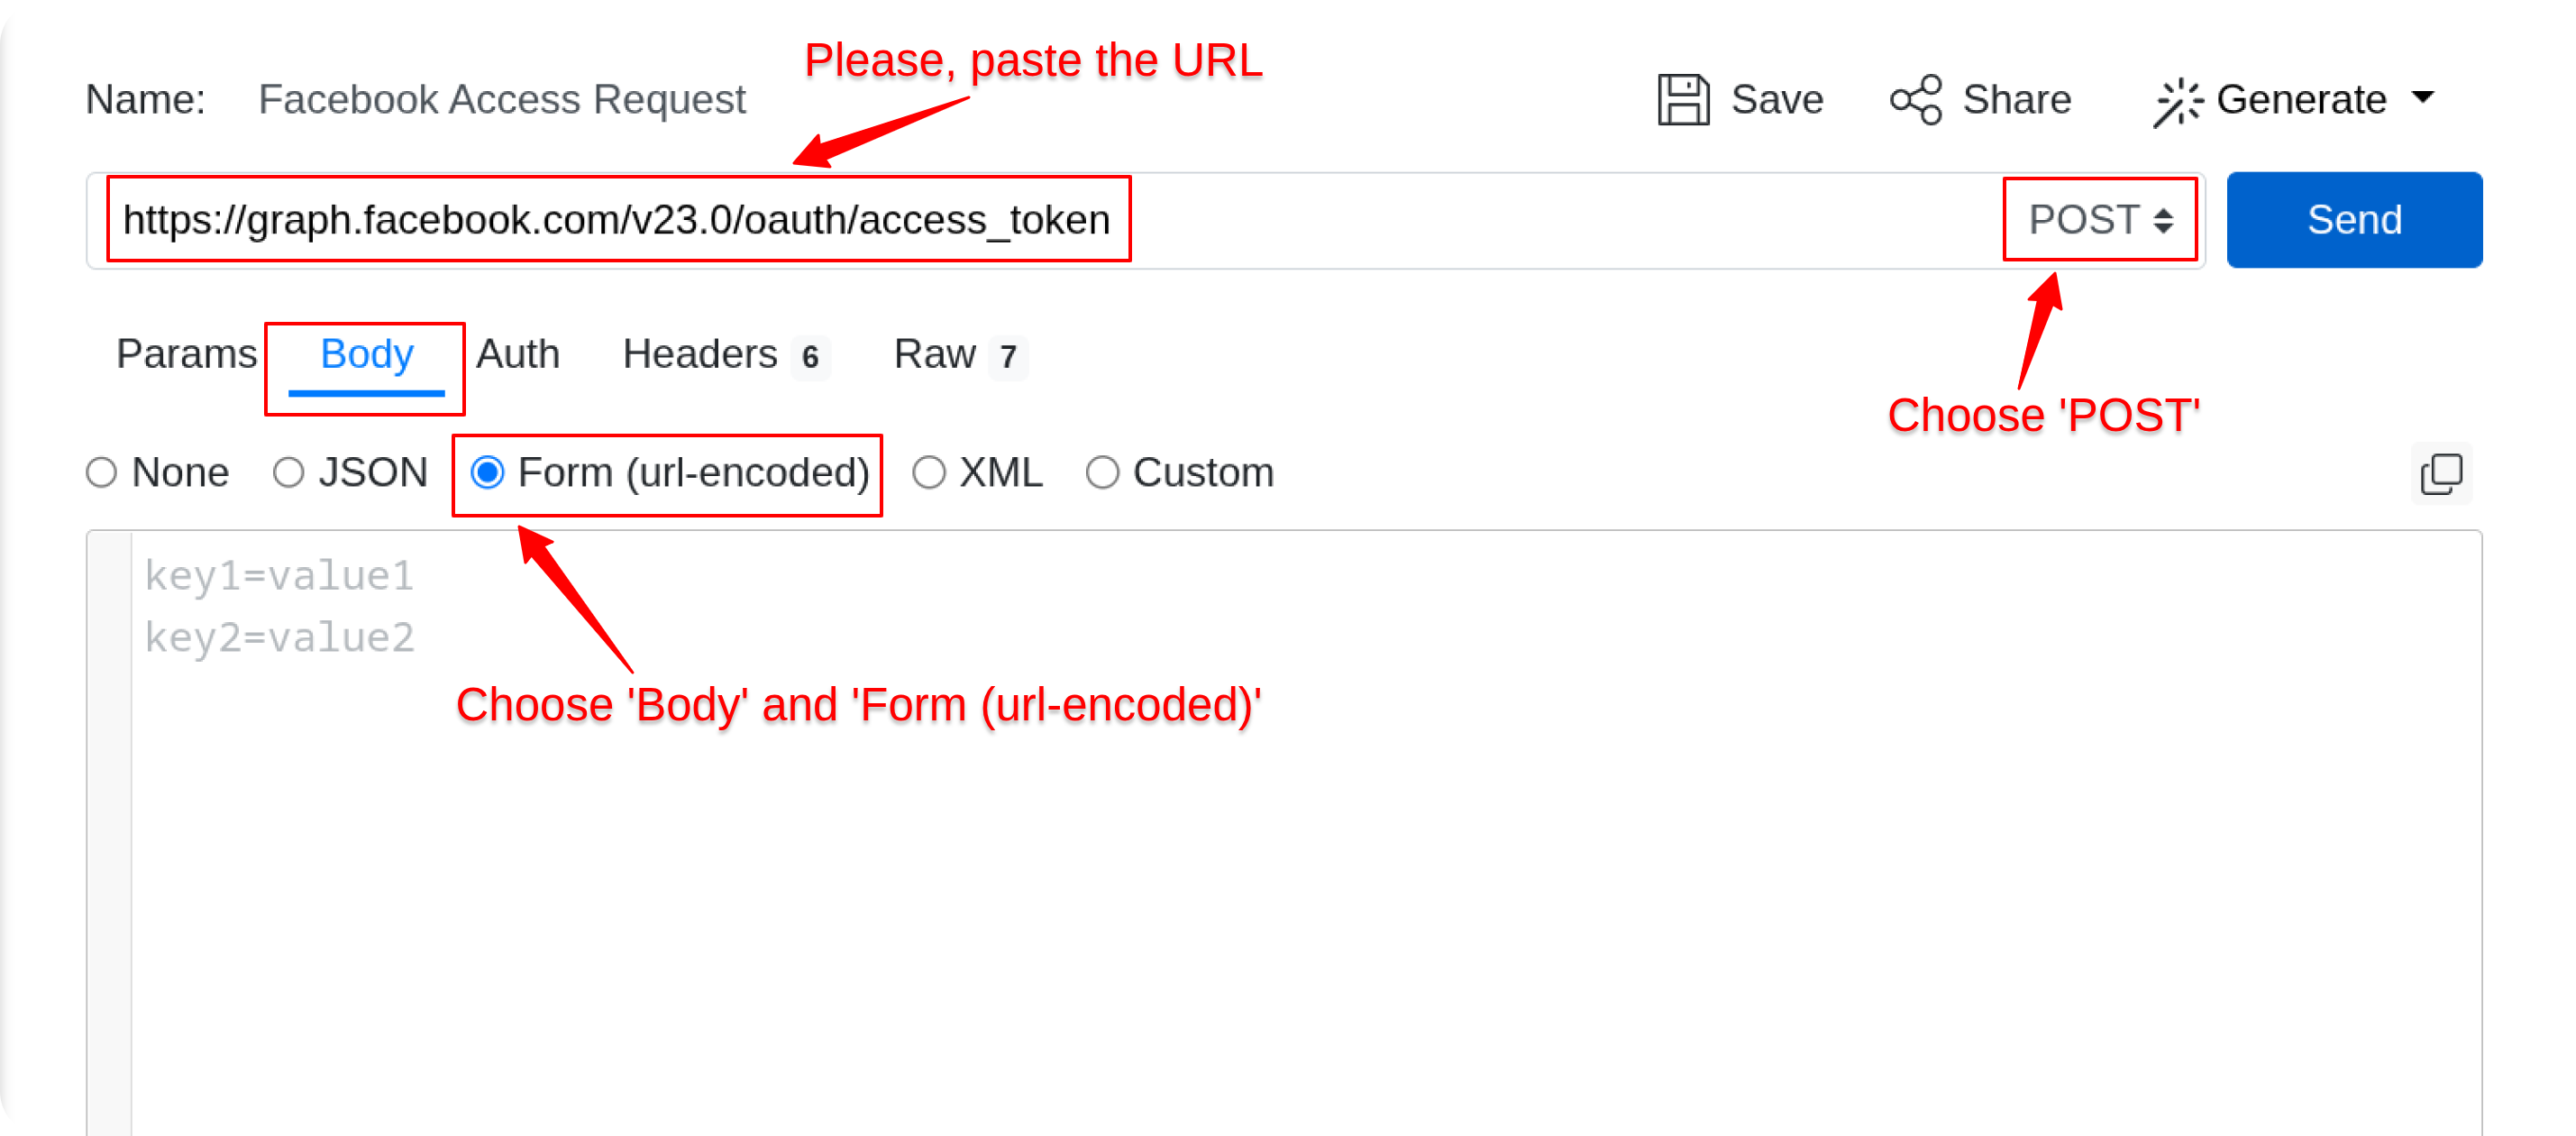 Please, paste the URL
Name: Facebook Access Request Save Share Generate
https://graph.facebook.com/v23.0/oauth/access_token POST Send
Params Body Auth Headers 6 Raw 7
Choose 'POST'
None JSON Form (url-encoded) XML Custom
key1=value1
key2=value2
Choose 'Body' and 'Form (url-encoded)'